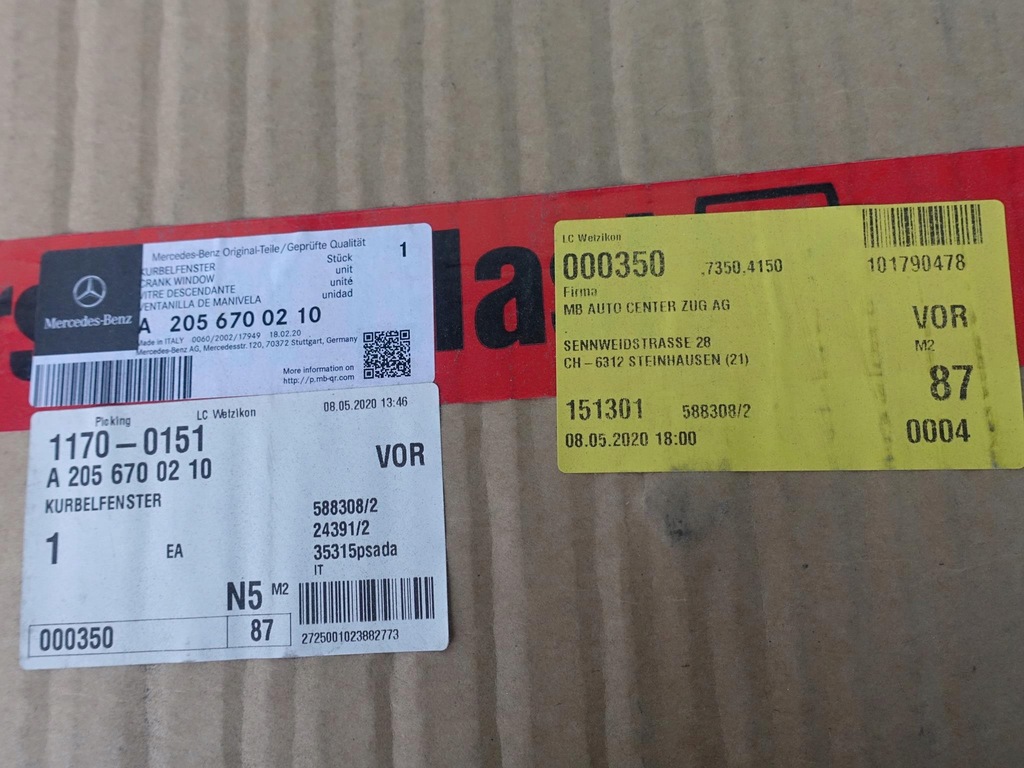 las
Mercedes-Benz
Mercedes-Benz Original-Teile/Geprüfte Qualität
1
KURBELFENSTER
CRANK WINDOW
VITRE DESCENDANTE
VENTANILLA DE MANIVELA
Stück
unit
unité
unidad
A 205 670 02 10
Made in ITALY 0060/2002/17949 18.02.20
Mercedes-Benz AG, Mercedesstr. 120, 70372 Stuttgart, Germany
More information on
http://p.mb-qr.com
Picking
LC Wetzikon
08.05.2020 13:46
1170-0151
VOR
A 205 670 02 10
KURBELFENSTER
588308/2
24391/2
1
EA
35315psada
IT
N5 M2
000350
87
2725001023882773
LC Wetzikon
000350
.7350.4150
101790478
Firma
MB AUTO CENTER ZUG AG
VOR
SENNWEIDSTRASSE 28
M2
CH-6312 STEINHAUSEN (21)
87
151301
588308/2
08.05.2020 18:00
0004